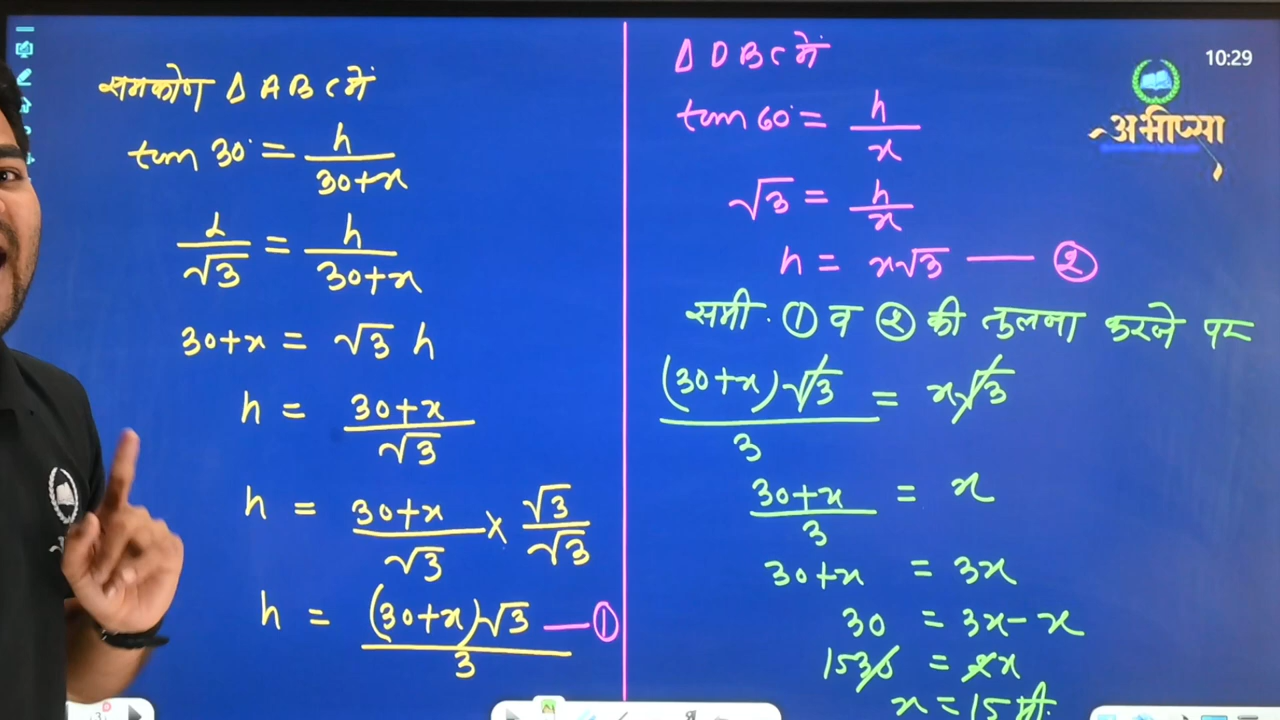 समकोण Δ A B C में
tan 30° = h / 30+x
1 / √3 = h / 30+x
30+x = √3 h
h = 30+x / √3
h = 30+x / √3 × √3 / √3
h = (30+x)√3 / 3 — ①
Δ D B C में
tan 60° = h / x
√3 = h / x
h = x√3 — ②
समी. ① व ② की तुलना करने पर
(30+x)√3 / 3 = x√3
30+x / 3 = x
30+x = 3x
30 = 3x-x
15 30 = 2x
x = 15 मी.
10:29
अभीप्सा